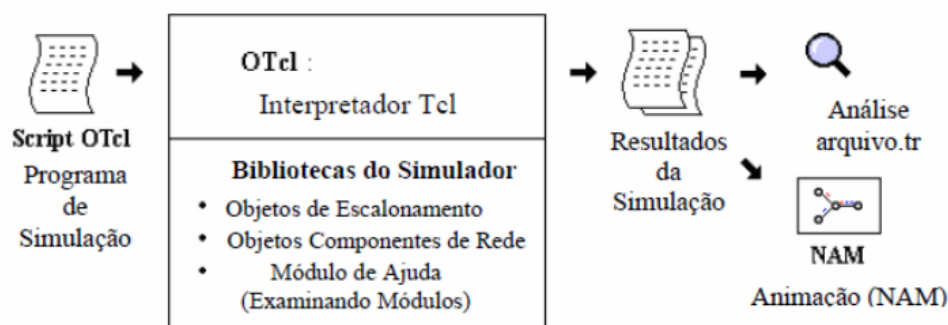 Script OTcl
Programa
de
Simulação
OTcl :
Interpretador Tcl
Bibliotecas do Simulador
• Objetos de Escalonamento
• Objetos Componentes de Rede
• Módulo de Ajuda
(Examinando Módulos)
Resultados
da
Simulação
Análise
arquivo.tr
NAM
Animação (NAM)